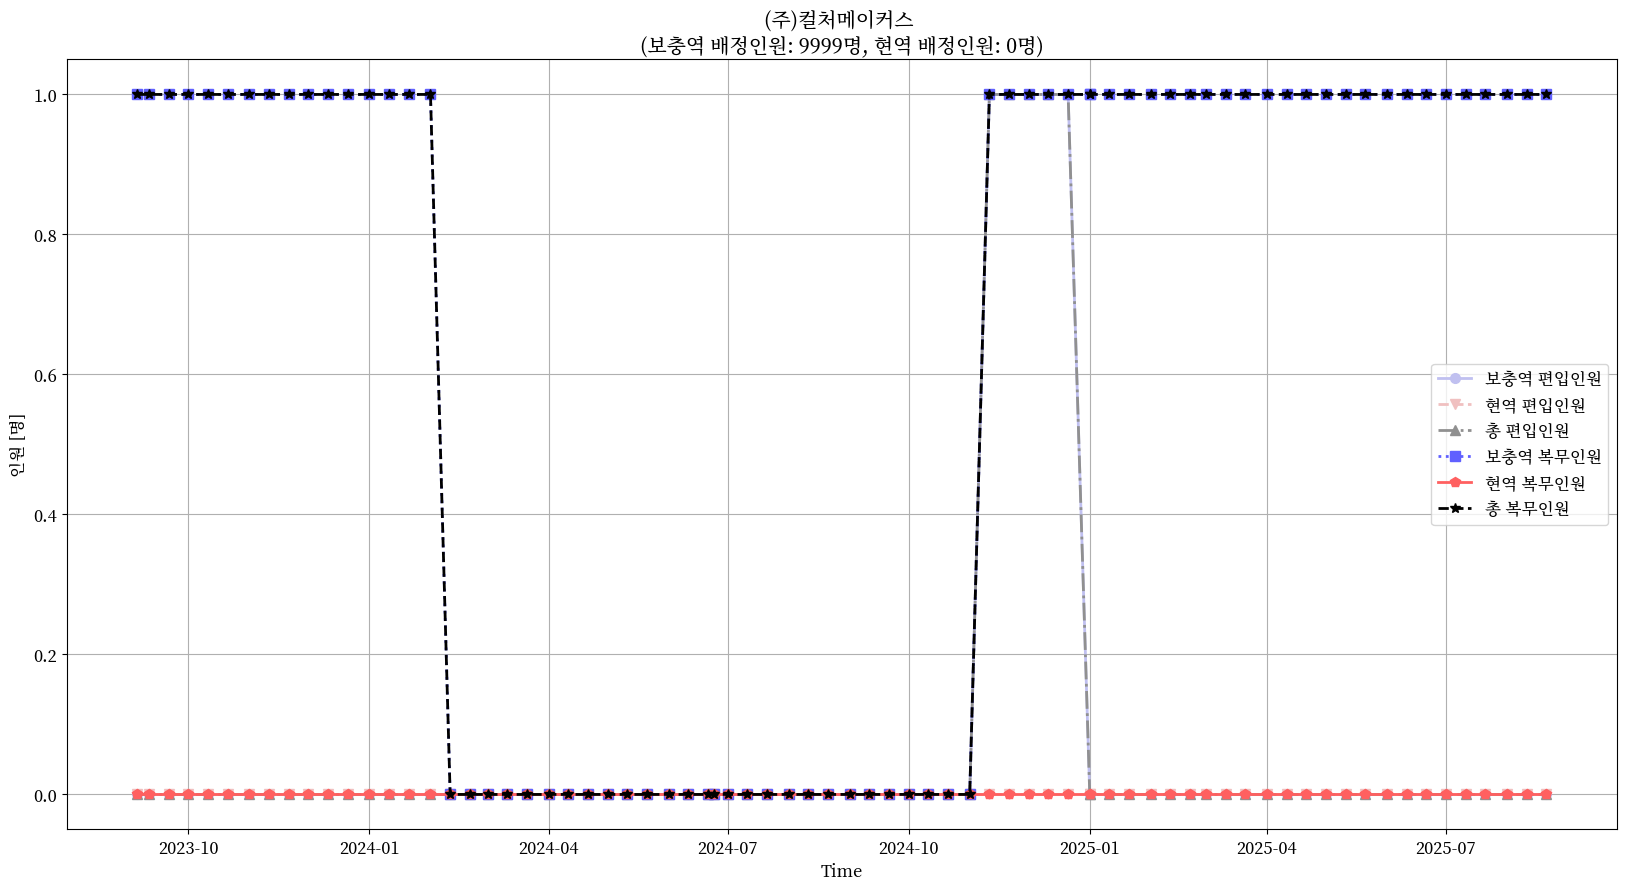 (주)컬처메이커스
(보충역 배정인원: 9999명, 현역 배정인원: 0명)
1.0
0.8
0.6
0.4
0.2
0.0
인원 [명]
보충역 편입인원
현역 편입인원
총 편입인원
보충역 복무인원
현역 복무인원
총 복무인원
2023-10
2024-01
2024-04
2024-07
2024-10
2025-01
2025-04
2025-07
Time